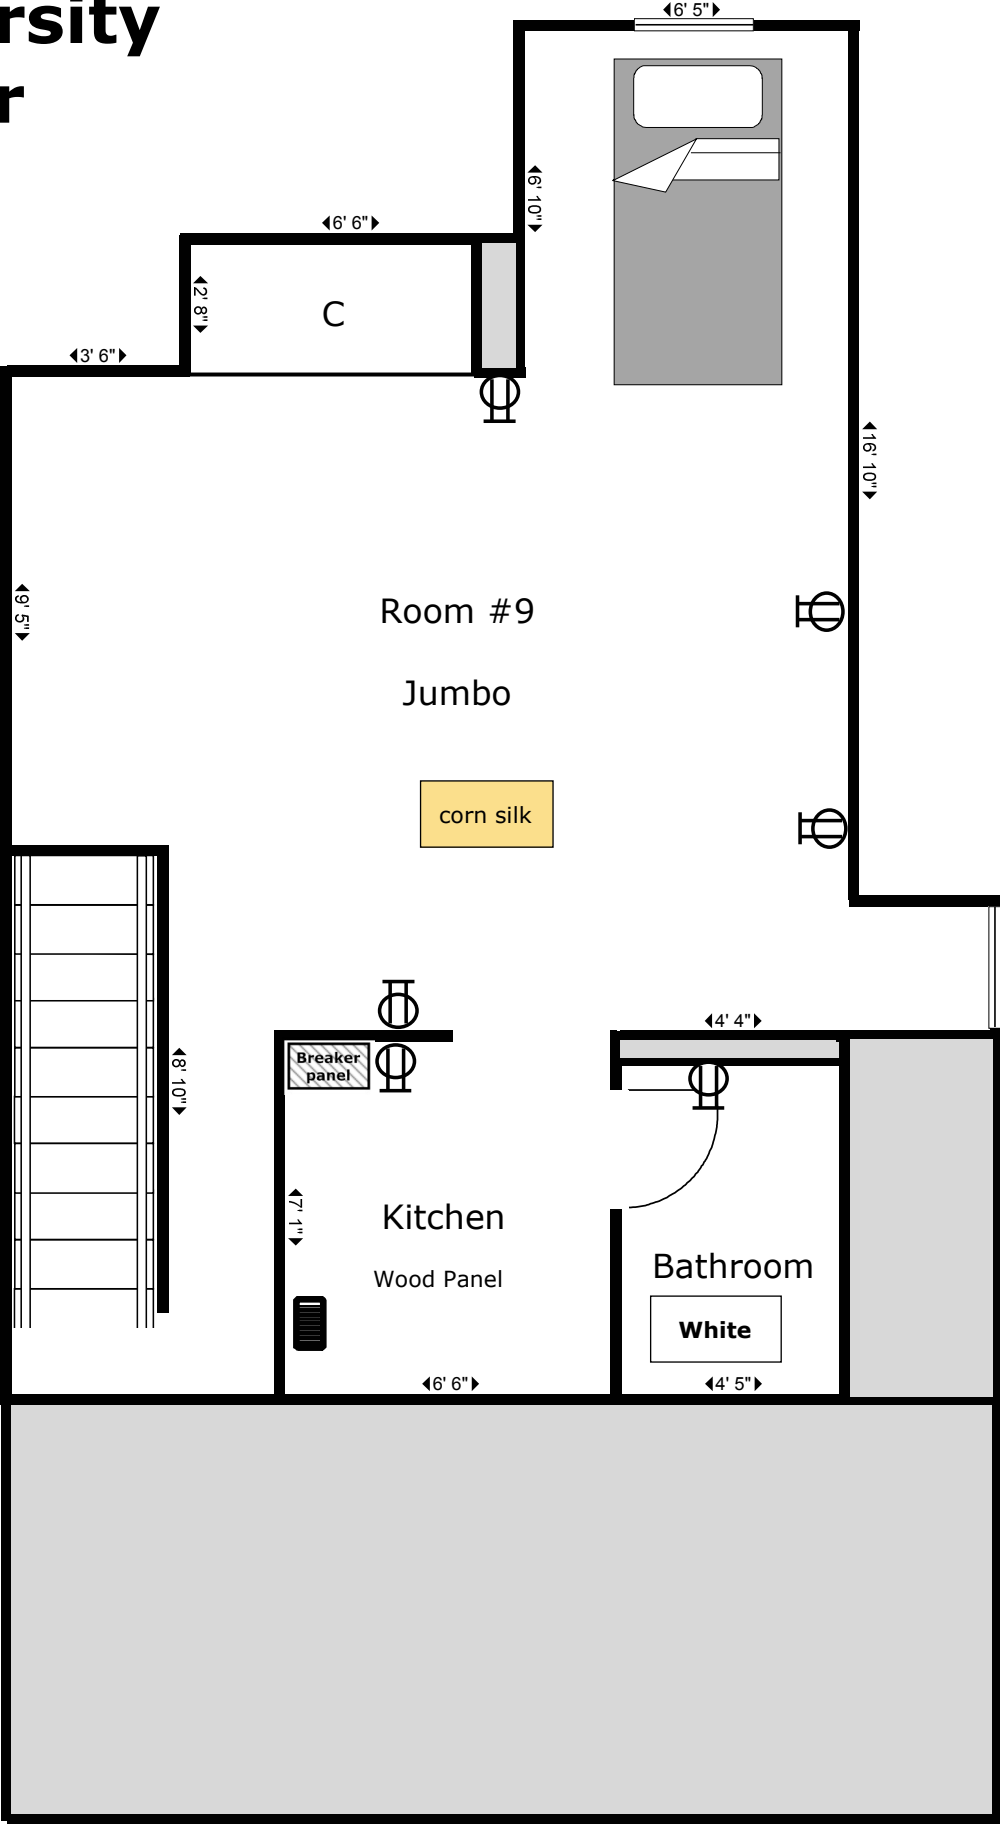 rsity
r
6' 5"
6' 10"
6' 6"
2' 8"
C
3' 6"
16' 10"
9' 5"
Room #9
Jumbo
corn silk
4' 4"
Breaker
panel
8' 10"
7' 1"
Kitchen
Wood Panel
Bathroom
White
6' 6"
4' 5"